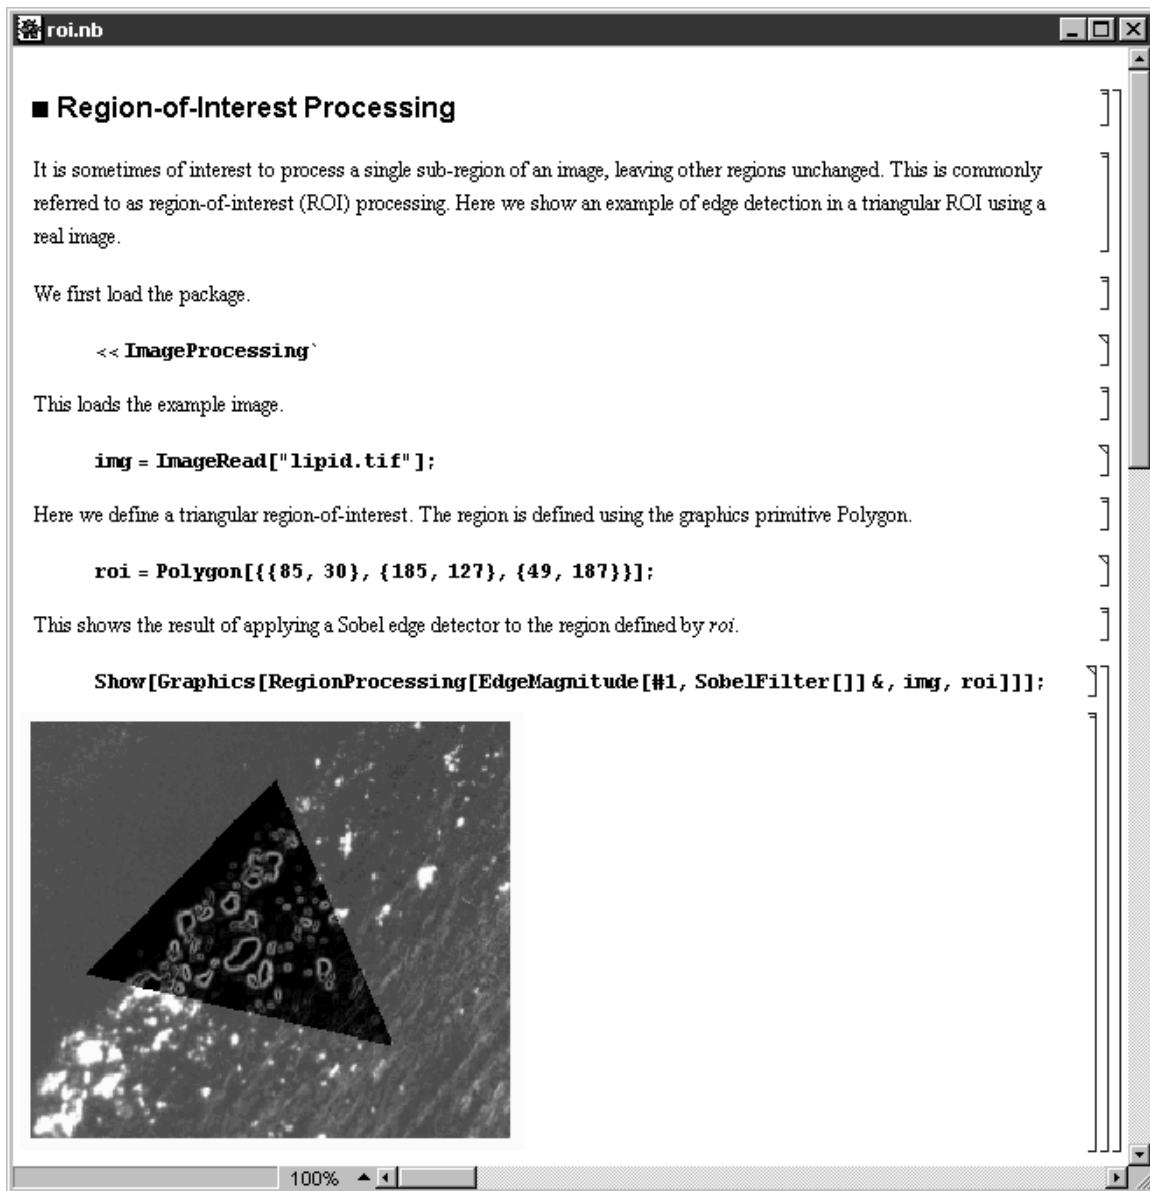 roi.nb
■ Region-of-Interest Processing
It is sometimes of interest to process a single sub-region of an image, leaving other regions unchanged. This is commonly
referred to as region-of-interest (ROI) processing. Here we show an example of edge detection in a triangular ROI using a
real image.
We first load the package.
<< ImageProcessing`
This loads the example image.
img = ImageRead["lipid.tif"];
Here we define a triangular region-of-interest. The region is defined using the graphics primitive Polygon.
roi = Polygon[{{85, 30}, {185, 127}, {49, 187}}];
This shows the result of applying a Sobel edge detector to the region defined by roi.
Show[Graphics[RegionProcessing[EdgeMagnitude[#1, SobelFilter[]] &, img, roi]]];
100%